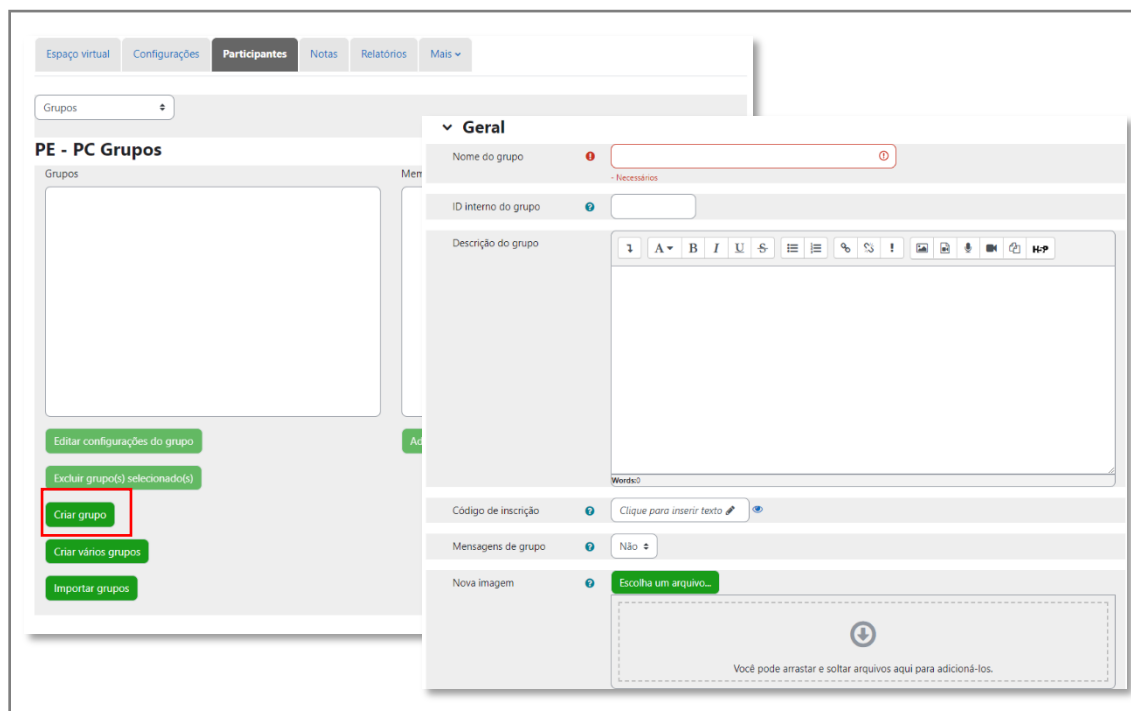 Espaço virtual Configurações Participantes Notas Relatórios Mais
Grupos
PE - PC Grupos
Grupos
Editar configurações do grupo
Excluir grupo(s) selecionado(s)
Criar grupo
Criar vários grupos
Importar grupos
Geral
Nome do grupo
- Necessários
ID interno do grupo
Descrição do grupo
A B I U S H-P
Words:0
Código de inscrição Clique para inserir texto
Mensagens de grupo Não
Nova imagem Escolha um arquivo...
Você pode arrastar e soltar arquivos aqui para adicioná-los.